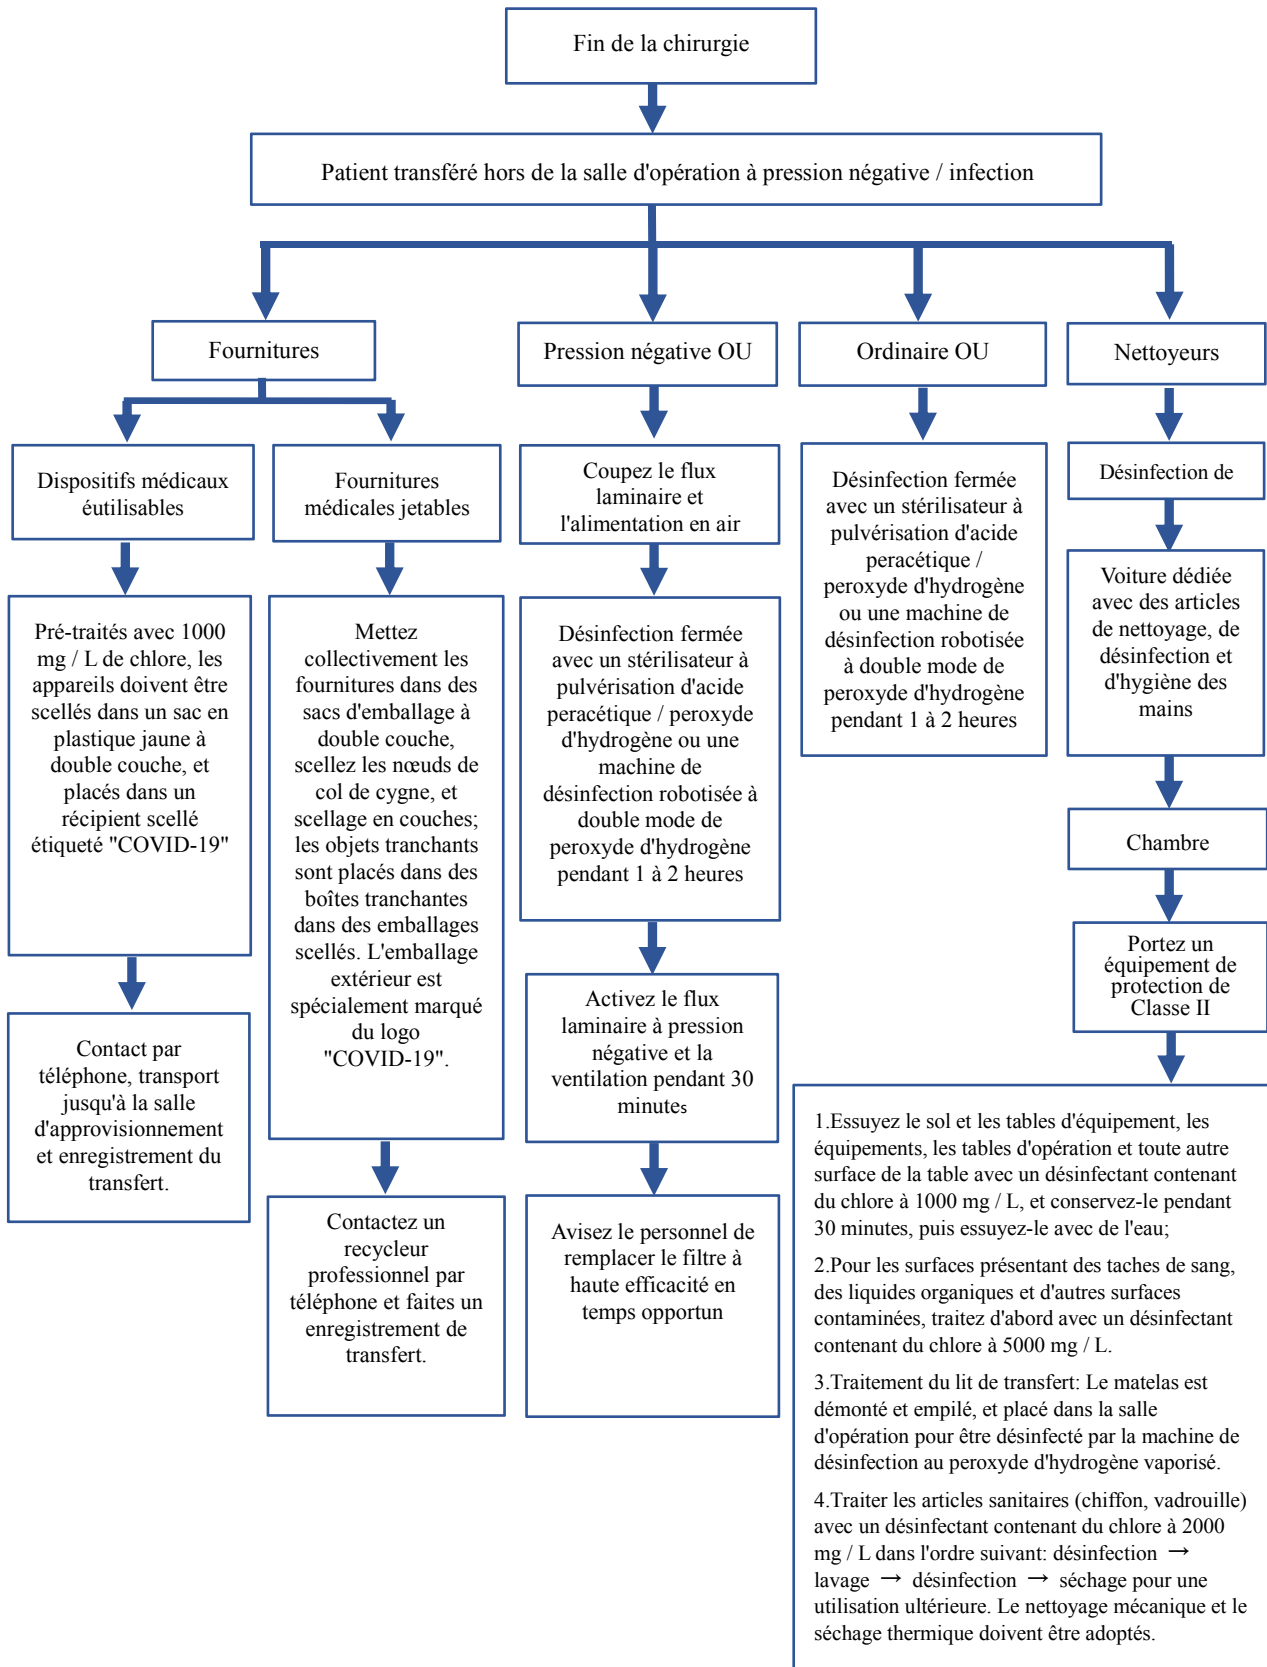 Fin de la chirurgie
Patient transféré hors de la salle d'opération à pression négative / infection
Fournitures
Pression négative OU
Ordinaire OU
Nettoyeurs
Dispositifs médicaux
éutilisables
Fournitures
médicales jetables
Coupez le flux
laminaire et
l'alimentation en air
Désinfection fermée
avec un stérilisateur à
pulvérisation d'acide
peracétique /
peroxyde d'hydrogène
ou une machine de
désinfection robotisée
à double mode de
peroxyde d'hydrogène
pendant 1 à 2 heures
Désinfection de
Voiture dédiée
avec des articles
de nettoyage, de
désinfection et
d'hygiène des
mains
Pré-traités avec 1000
mg / L de chlore, les
appareils doivent être
scellés dans un sac en
plastique jaune à
double couche, et
placés dans un
récipient scellé
étiqueté "COVID-19"
Mettez
collectivement les
fournitures dans des
sacs d'emballage à
double couche,
scellez les nœuds de
col de cygne, et
scellage en couches;
les objets tranchants
sont placés dans des
boîtes tranchantes
dans des emballages
scellés. L'emballage
extérieur est
spécialement marqué
du logo
"COVID-19".
Désinfection fermée
avec un stérilisateur à
pulvérisation d'acide
peracétique / peroxyde
d'hydrogène ou une
machine de
désinfection robotisée à
double mode de
peroxyde d'hydrogène
pendant 1 à 2 heures
Chambre
Portez un
équipement de
protection de
Classe II
Contact par
téléphone, transport
jusqu'à la salle
d'approvisionnement
et enregistrement du
transfert.
Activez le flux
laminaire à pression
négative et la
ventilation pendant 30
minutes
Contactez un
recycleur
professionnel par
téléphone et faites un
enregistrement de
transfert.
Avisez le personnel de
remplacer le filtre à
haute efficacité en
temps opportun
1.Essuyez le sol et les tables d'équipement, les
équipements, les tables d'opération et toute autre
surface de la table avec un désinfectant contenant
du chlore à 1000 mg / L, et conservez-le pendant
30 minutes, puis essuyez-le avec de l'eau;
2.Pour les surfaces présentant des taches de sang,
des liquides organiques et d'autres surfaces
contaminées, traitez d'abord avec un désinfectant
contenant du chlore à 5000 mg / L.
3.Traitement du lit de transfert: Le matelas est
démonté et empilé, et placé dans la salle
d'opération pour être désinfecté par la machine de
désinfection au peroxyde d'hydrogène vaporisé.
4.Traiter les articles sanitaires (chiffon, vadrouille)
avec un désinfectant contenant du chlore à 2000
mg / L dans l'ordre suivant: désinfection →
lavage → désinfection → séchage pour une
utilisation ultérieure. Le nettoyage mécanique et le
séchage thermique doivent être adoptés.